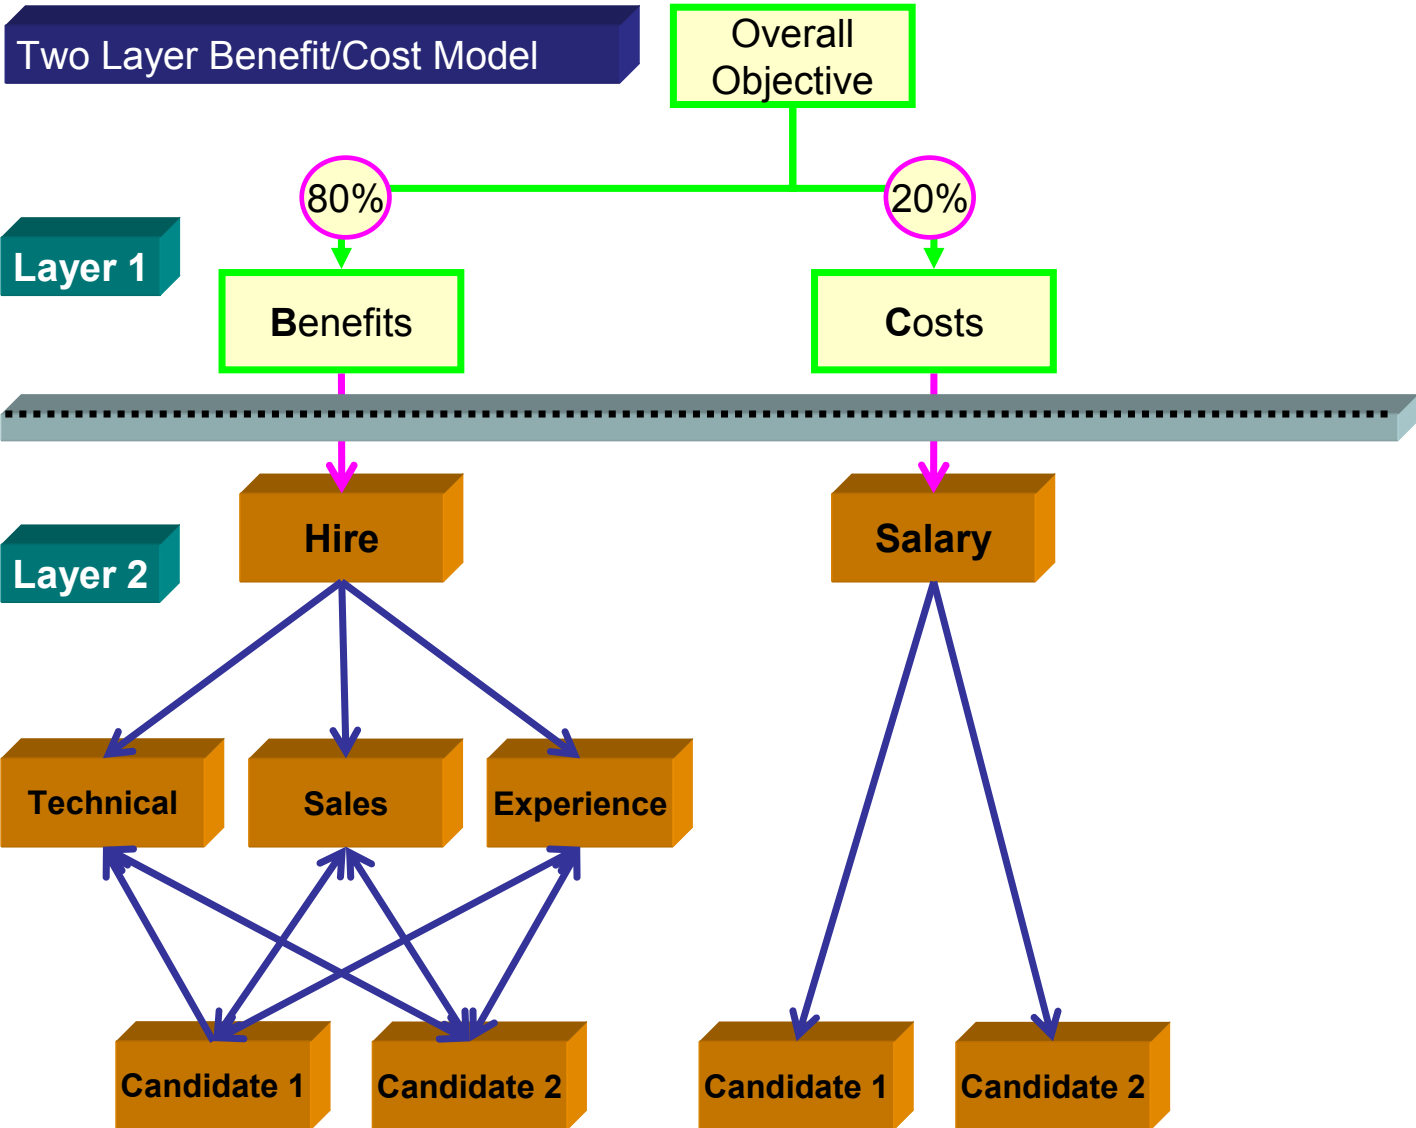 Two Layer Benefit/Cost Model
Overall
Objective
80%
20%
Layer 1
Benefits
Costs
Hire
Salary
Layer 2
Technical
Sales
Experience
Candidate 1
Candidate 2
Candidate 1
Candidate 2